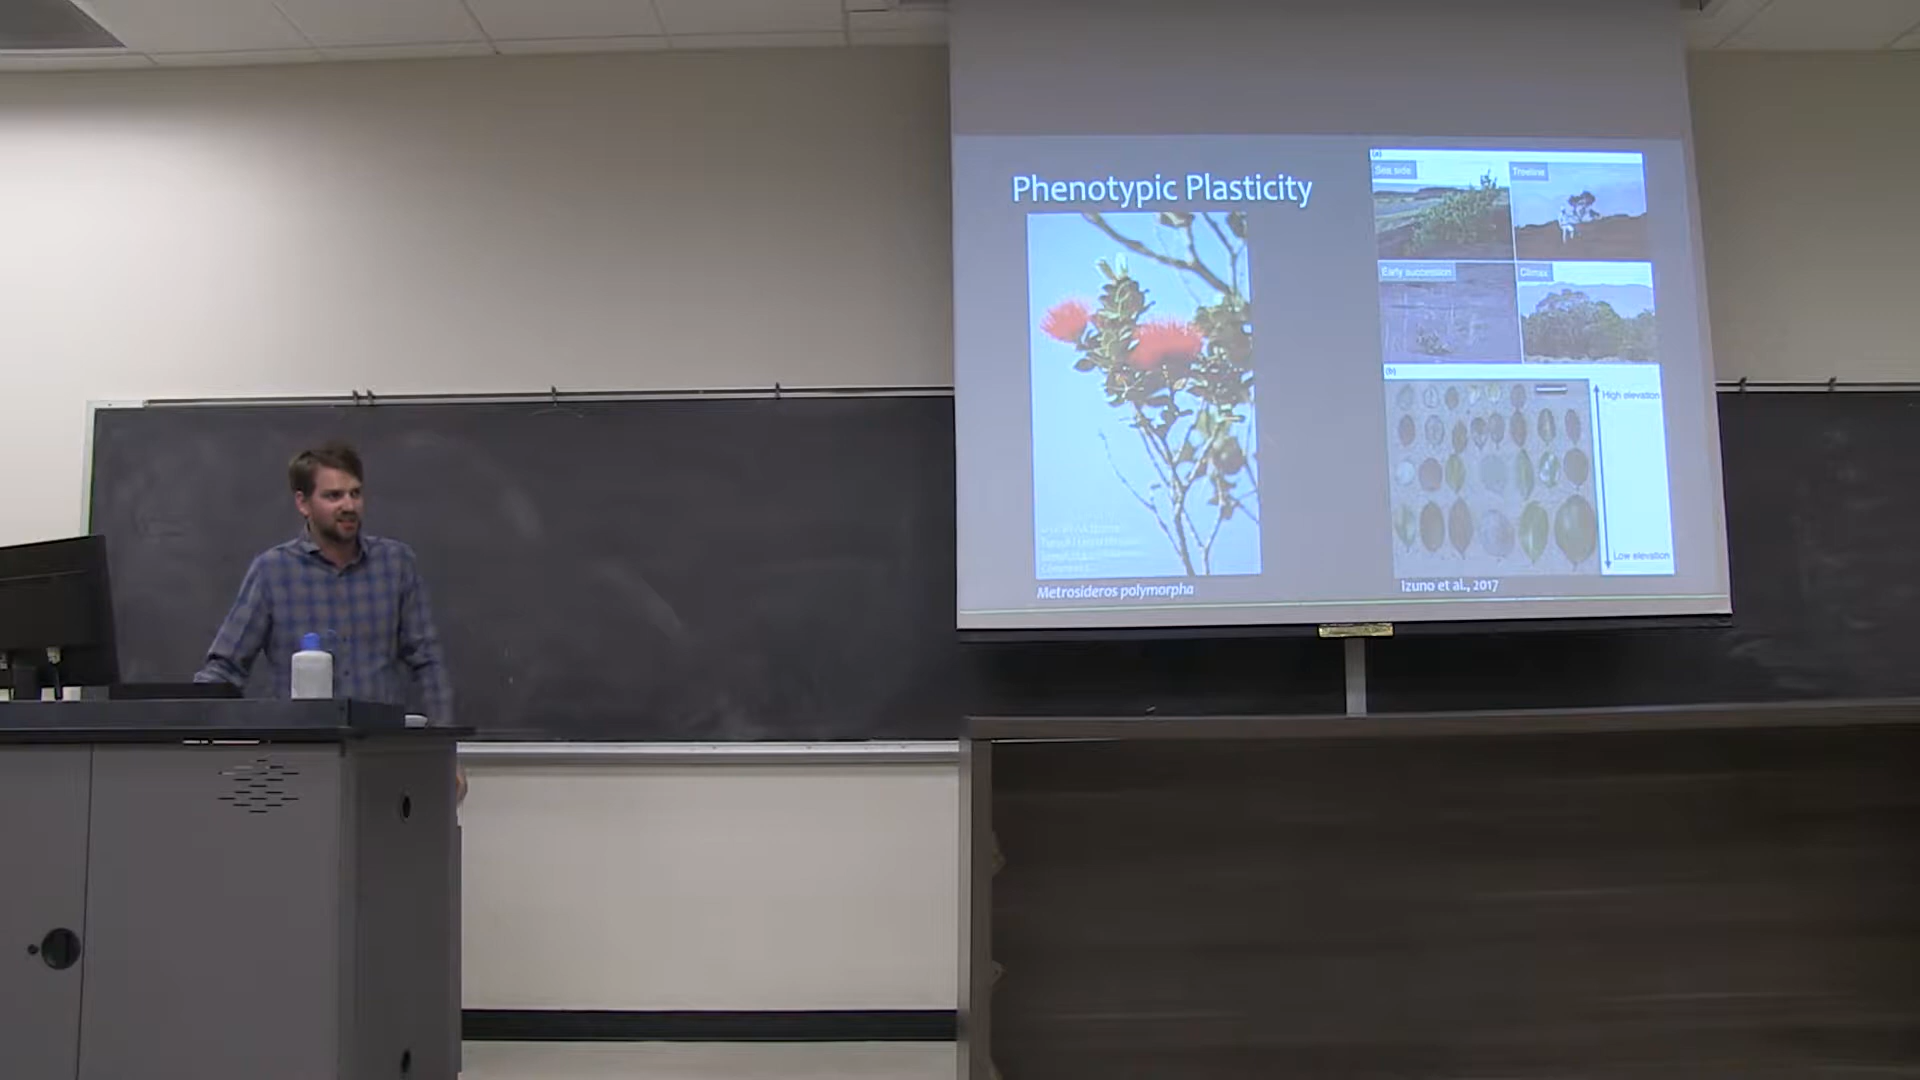 Phenotypic Plasticity
Metrosideros polymorpha
(a)
Sea side
Treeline
Early succession
Climax
(b)
High elevation
Low elevation
Izuno et al., 2017